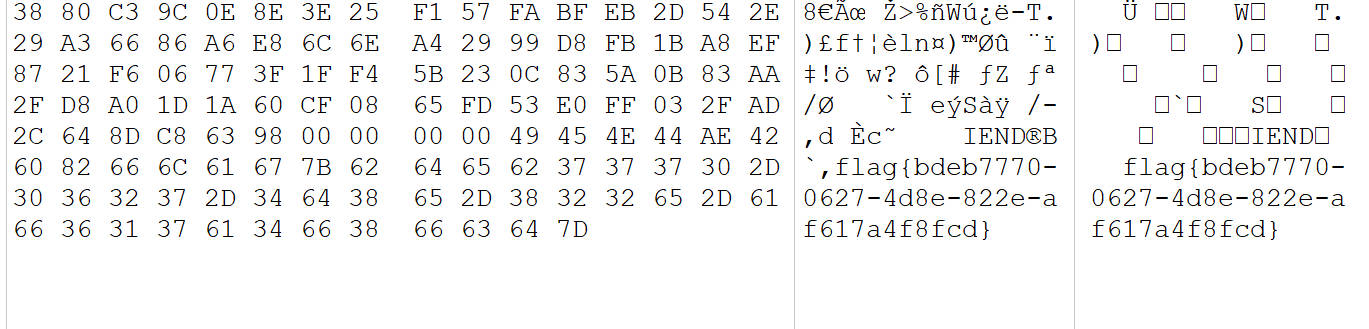 38 80 C3 9C 0E 8E 3E 25 F1 57 FA BF EB 2D 54 2E 8€Ãœ Ž>%ñWú¿ë-T. Ü □□ W□ T.
29 A3 66 86 A6 E8 6C 6E A4 29 99 D8 FB 1B A8 EF )£f†¦èln¤)™Øû ¨ï )□ □ )□ □
87 21 F6 06 77 3F 1F F4 5B 23 0C 83 5A 0B 83 AA ‡!ö w? ô[# ƒZ ƒª □ □ □ □
2F D8 A0 1D 1A 60 CF 08 65 FD 53 E0 FF 03 2F AD /Ø `Ï eýSàÿ /- □`□ S□ □
2C 64 8D C8 63 98 00 00 00 00 49 45 4E 44 AE 42 ,d Èc˜ IEND®B □ □□□IEND□
60 82 66 6C 61 67 7B 62 64 65 62 37 37 37 30 2D `‚flag{bdeb7770- flag{bdeb7770-
30 36 32 37 2D 34 64 38 65 2D 38 32 32 65 2D 61 0627-4d8e-822e-a 0627-4d8e-822e-a
66 36 31 37 61 34 66 38 66 63 64 7D f617a4f8fcd} f617a4f8fcd}